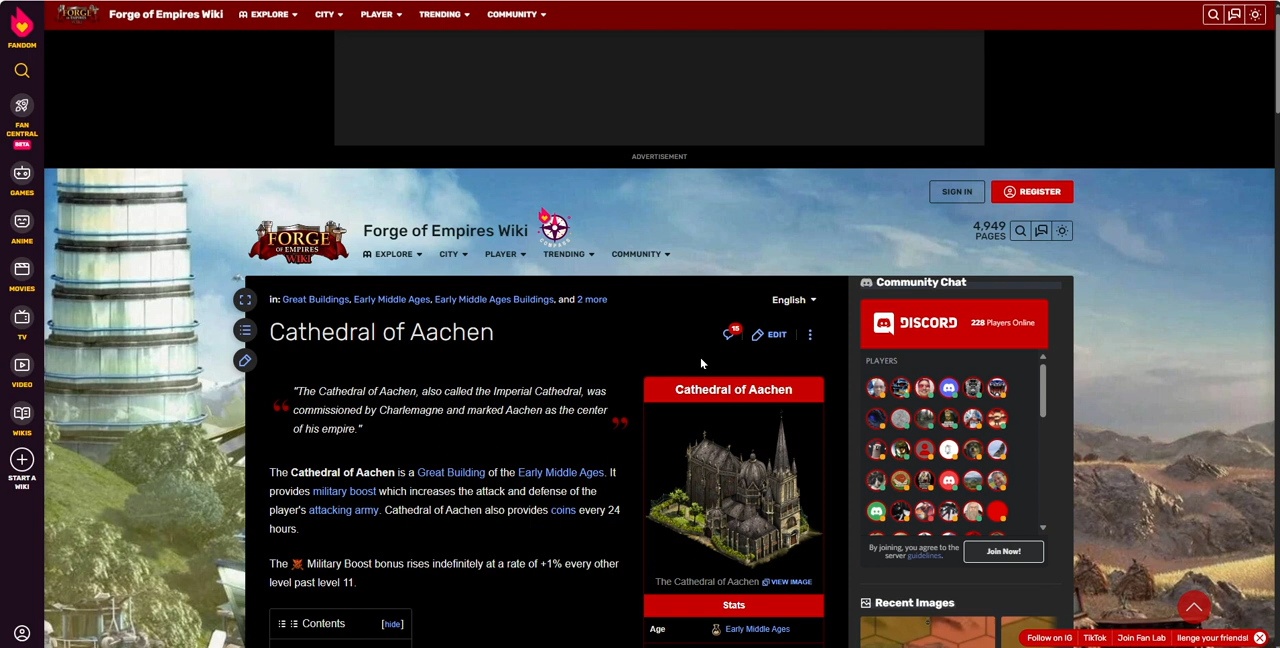 FORGE OF EMPIRES
Forge of Empires Wiki
EXPLORE
CITY
PLAYER
TRENDING
COMMUNITY
FANDOM
FAN CENTRAL
BETA
GAMES
ANIME
MOVIES
TV
VIDEO
WIKIS
START A WIKI
ADVERTISEMENT
SIGN IN
REGISTER
FORGE OF EMPIRES WIKI
Forge of Empires Wiki
COMPASS
4,949 PAGES
EXPLORE
CITY
PLAYER
TRENDING
COMMUNITY
in: Great Buildings, Early Middle Ages, Early Middle Ages Buildings, and 2 more
English
Cathedral of Aachen
15
EDIT
"The Cathedral of Aachen, also called the Imperial Cathedral, was
commissioned by Charlemagne and marked Aachen as the center
of his empire."
The Cathedral of Aachen is a Great Building of the Early Middle Ages. It
provides military boost which increases the attack and defense of the
player's attacking army. Cathedral of Aachen also provides coins every 24
hours.
The Military Boost bonus rises indefinitely at a rate of +1% every other
level past level 11.
Contents [hide]
Cathedral of Aachen
The Cathedral of Aachen VIEW IMAGE
Stats
Age Early Middle Ages
Community Chat
DISCORD 228 Players Online
PLAYERS
By joining, you agree to the
server guidelines.
Join Now!
Recent Images
Follow on IG
TikTok
Join Fan Lab
llenge your friends!